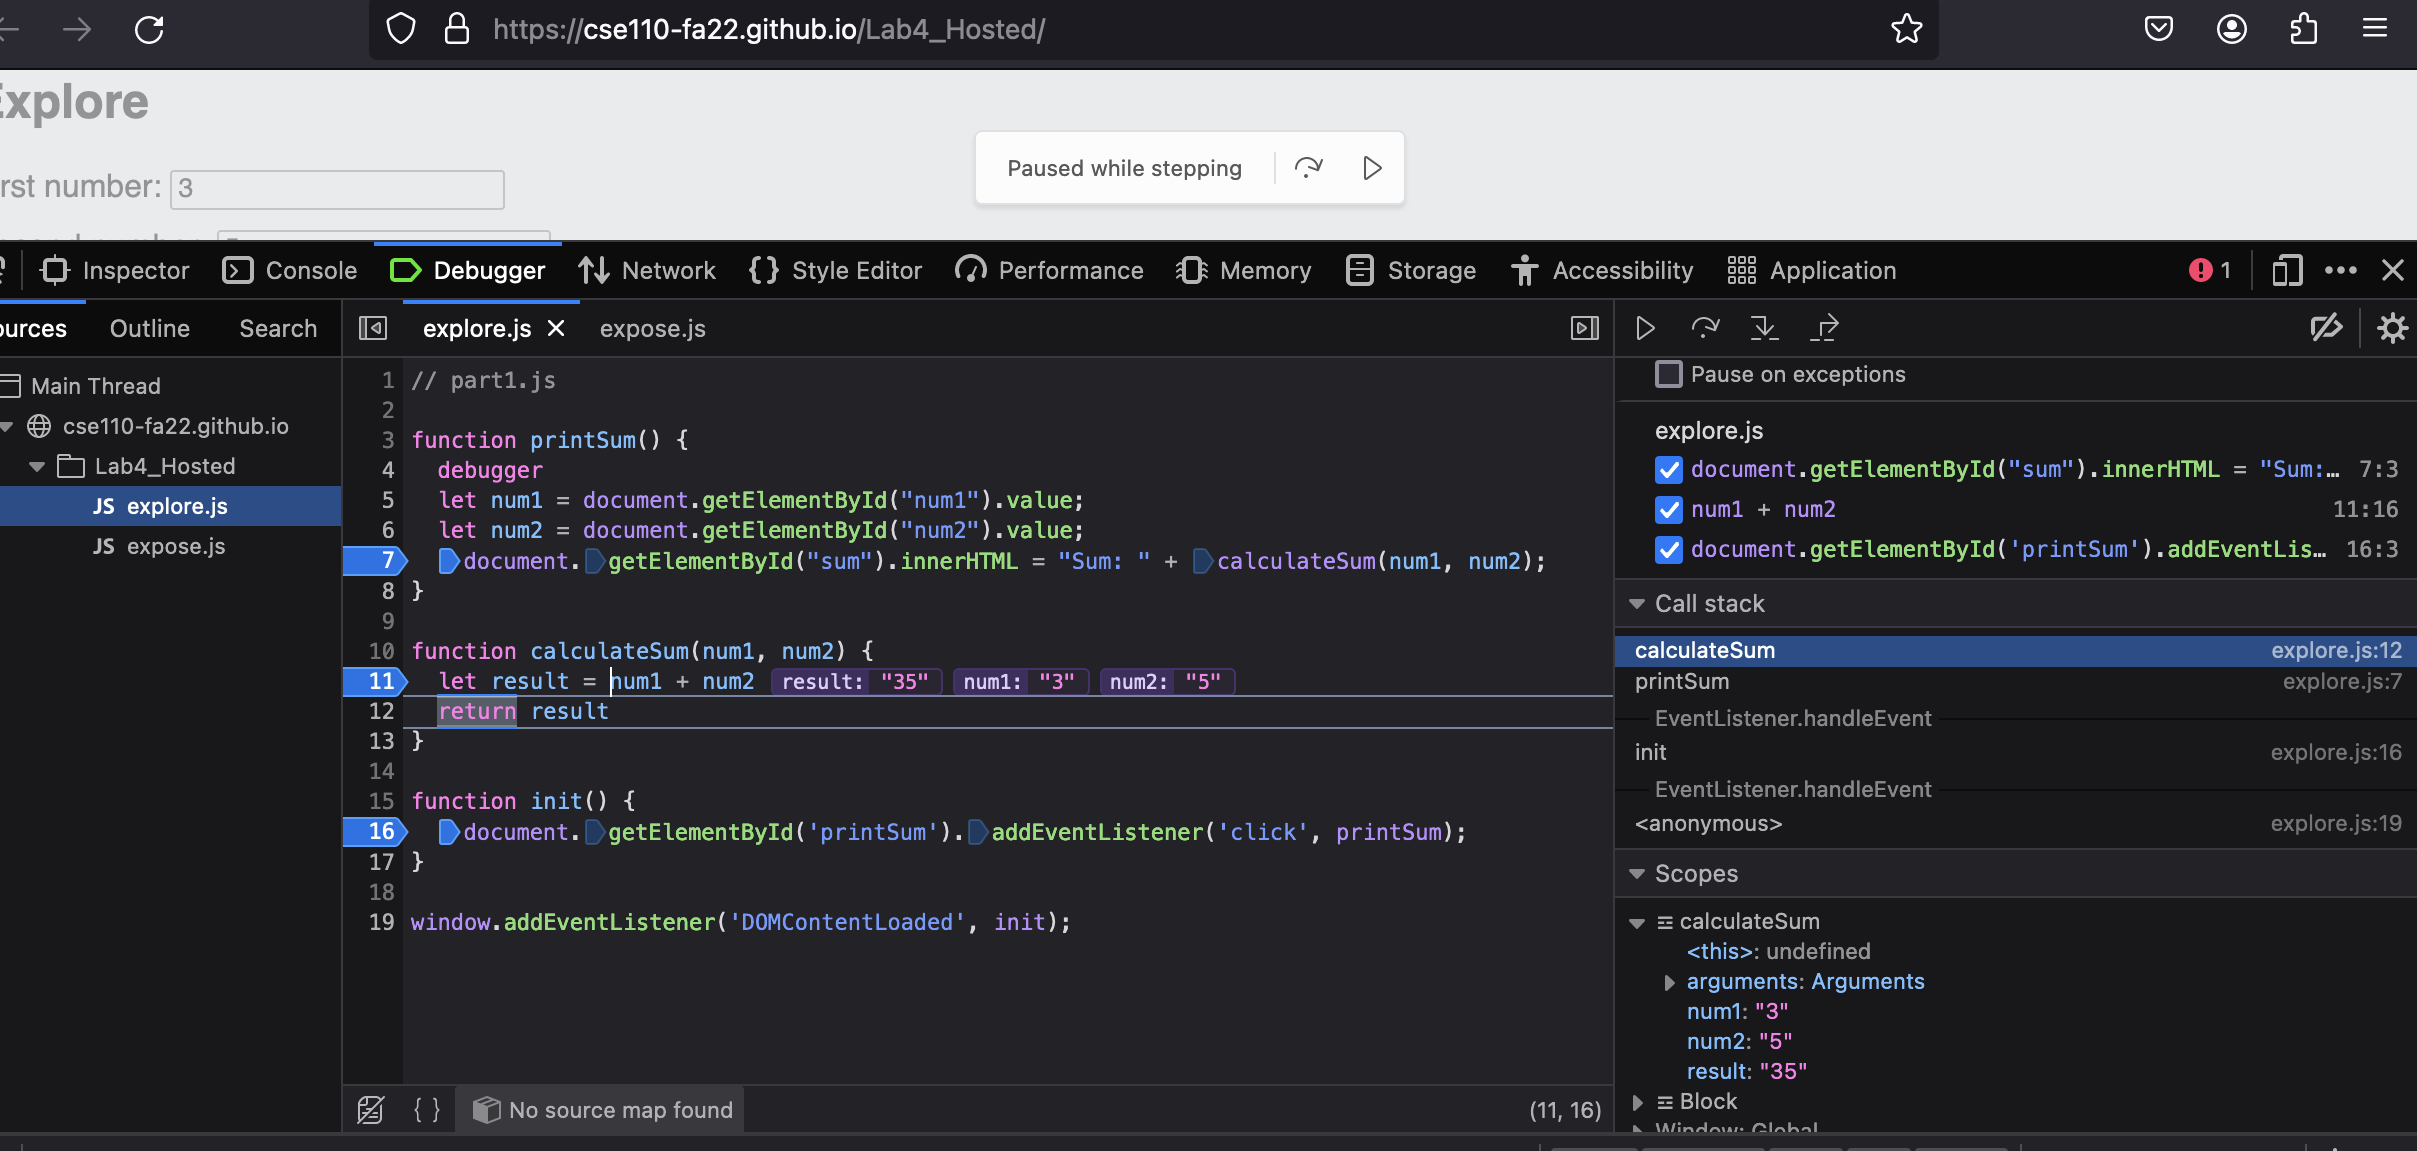 https://cse110-fa22.github.io/Lab4_Hosted/
Explore
rst number: 3
Paused while stepping
Inspector Console Debugger Network Style Editor Performance Memory Storage Accessibility Application 1
ources Outline Search
explore.js expose.js
Main Thread
cse110-fa22.github.io
Lab4_Hosted
JS explore.js
JS expose.js
1 // part1.js
2
3 function printSum() {
4 debugger
5 let num1 = document.getElementById("num1").value;
6 let num2 = document.getElementById("num2").value;
7 document.getElementById("sum").innerHTML = "Sum: " + calculateSum(num1, num2);
8 }
9
10 function calculateSum(num1, num2) {
11 let result = num1 + num2 result: "35" num1: "3" num2: "5"
12 return result
13 }
14
15 function init() {
16 document.getElementById('printSum').addEventListener('click', printSum);
17 }
18
19 window.addEventListener('DOMContentLoaded', init);
No source map found (11, 16)
Pause on exceptions
explore.js
document.getElementById("sum").innerHTML = "Sum:… 7:3
num1 + num2 11:16
document.getElementById('printSum').addEventLis… 16:3
Call stack
calculateSum explore.js:12
printSum explore.js:7
EventListener.handleEvent
init explore.js:16
EventListener.handleEvent
<anonymous> explore.js:19
Scopes
calculateSum
<this>: undefined
arguments: Arguments
num1: "3"
num2: "5"
result: "35"
Block
Window: Global